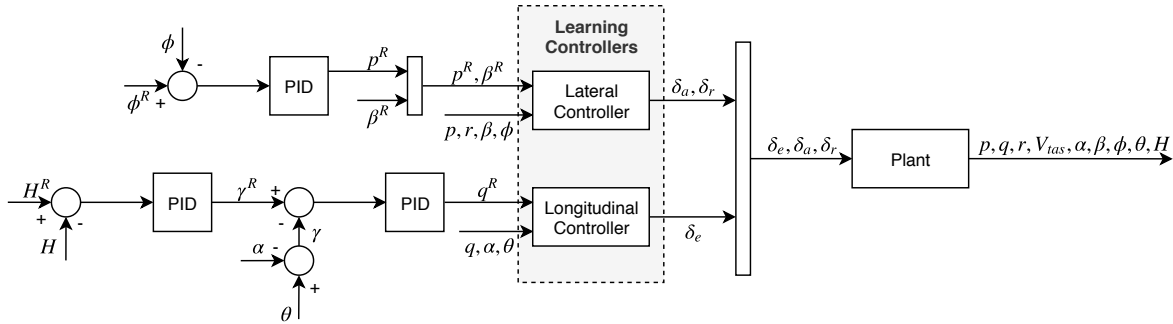 Learning
Controllers
ϕ
-
ϕ^R
+
PID
p^R
β^R
p^R, β^R
p, r, β, ϕ
Lateral
Controller
δ_a, δ_r
δ_e, δ_a, δ_r
Plant
p, q, r, V_tas, α, β, ϕ, θ, H
H^R
+
-
H
PID
γ^R
+
-
γ
α
-
+
θ
PID
q^R
q, α, θ
Longitudinal
Controller
δ_e